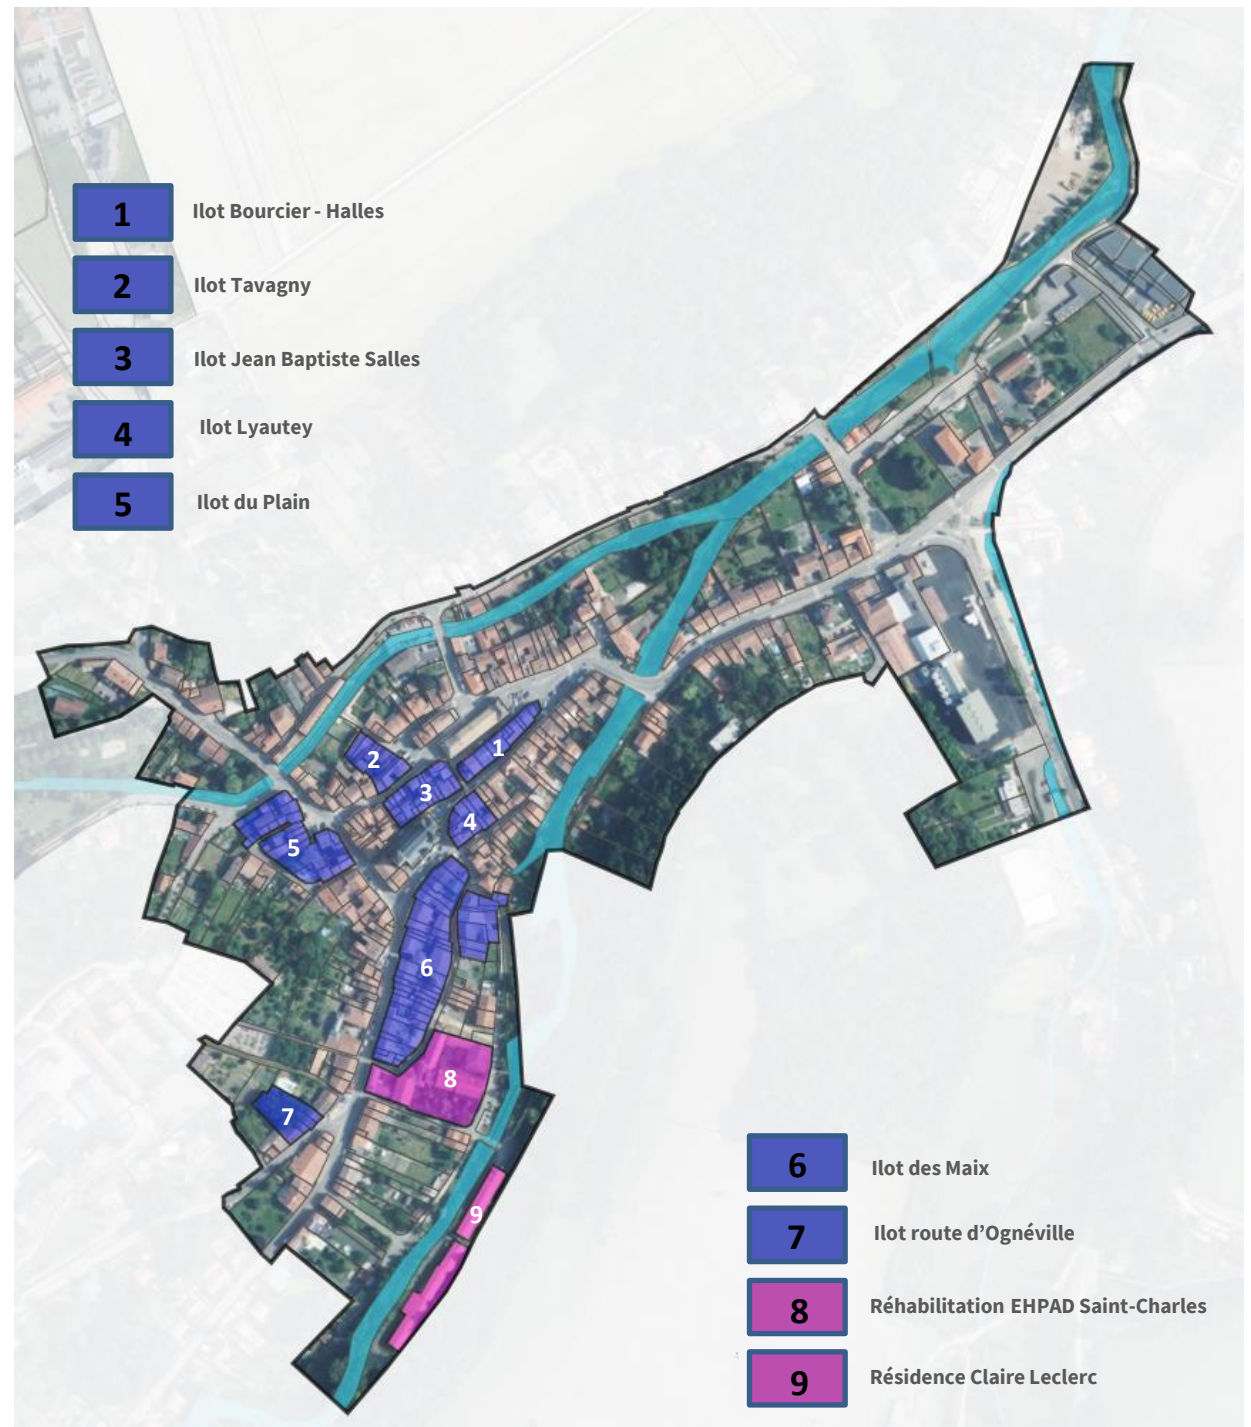 1 Ilot Bourcier - Halles
2 Ilot Tavagny
3 Ilot Jean Baptiste Salles
4 Ilot Lyautey
5 Ilot du Plain
1
2
3
4
5
6
8
7
9
6 Ilot des Maix
7 Ilot route d’Ognéville
8 Réhabilitation EHPAD Saint-Charles
9 Résidence Claire Leclerc